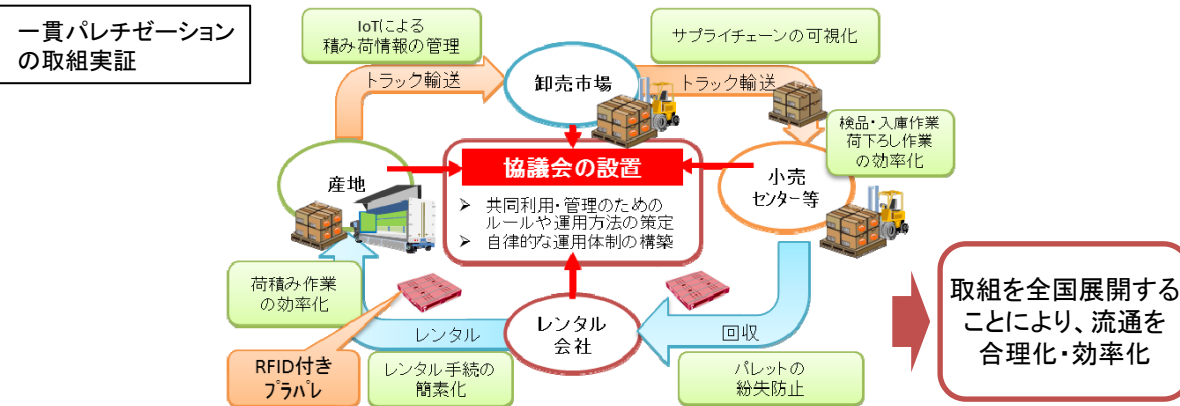 一貫パレチゼーション
の取組実証
IoTによる
積み荷情報の管理
サプライチェーンの可視化
トラック輸送
卸売市場
トラック輸送
検品・入庫作業
荷下ろし作業
の効率化
産地
協議会の設置
➢ 共同利用・管理のための
ルールや運用方法の策定
➢ 自律的な運用体制の構築
小売
センター等
荷積み作業
の効率化
レンタル
レンタル
会社
回収
RFID付き
プラパレ
レンタル手続の
簡素化
パレットの
紛失防止
取組を全国展開する
ことにより、流通を
合理化・効率化